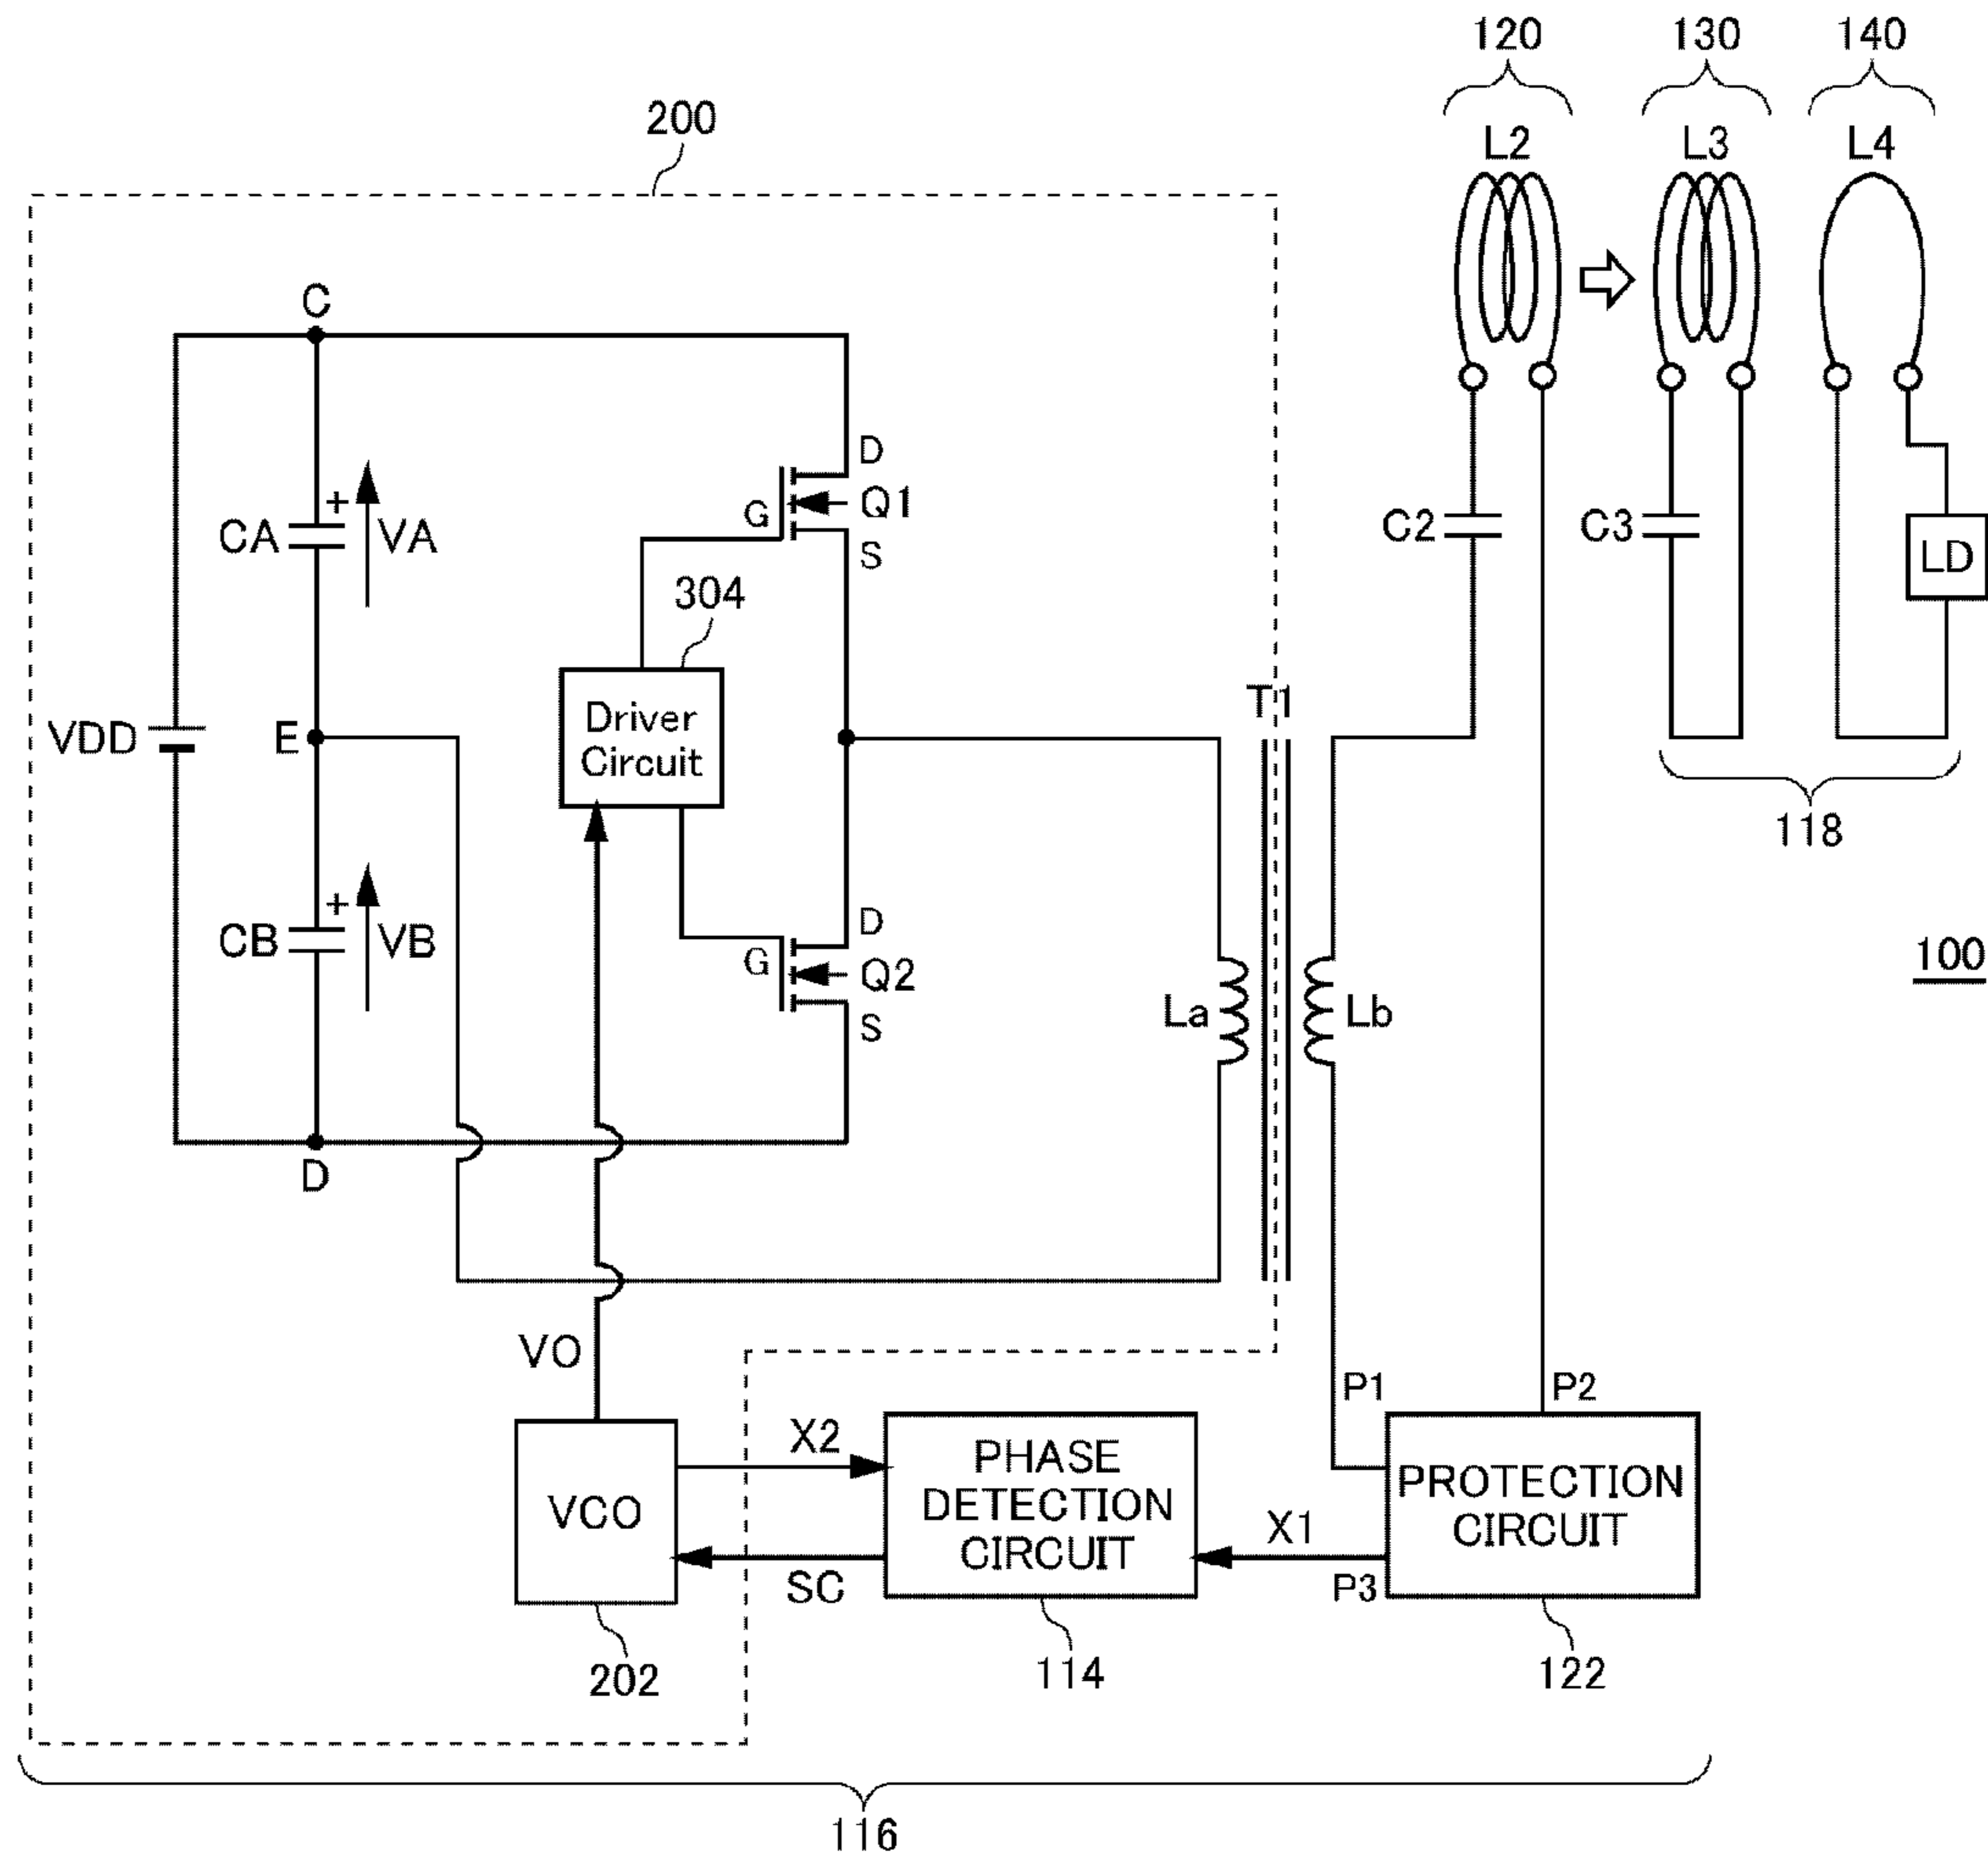 120
130
140
200
L2
L3
L4
C
D
Q1
G
S
+
CA
VA
C2
C3
LD
304
Driver
Circuit
T1
VDD
E
118
+
CB
VB
D
G
Q2
S
La
Lb
100
D
VO
P1
P2
X2
PHASE
DETECTION
CIRCUIT
PROTECTION
CIRCUIT
VCO
X1
SC
P3
202
114
122
116